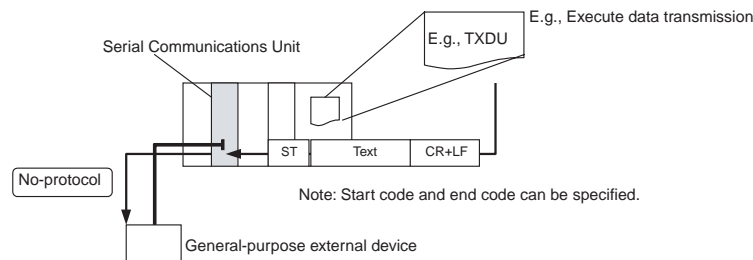 E.g., Execute data transmission
E.g., TXDU
Serial Communications Unit
ST
Text
CR+LF
No-protocol
Note: Start code and end code can be specified.
General-purpose external device